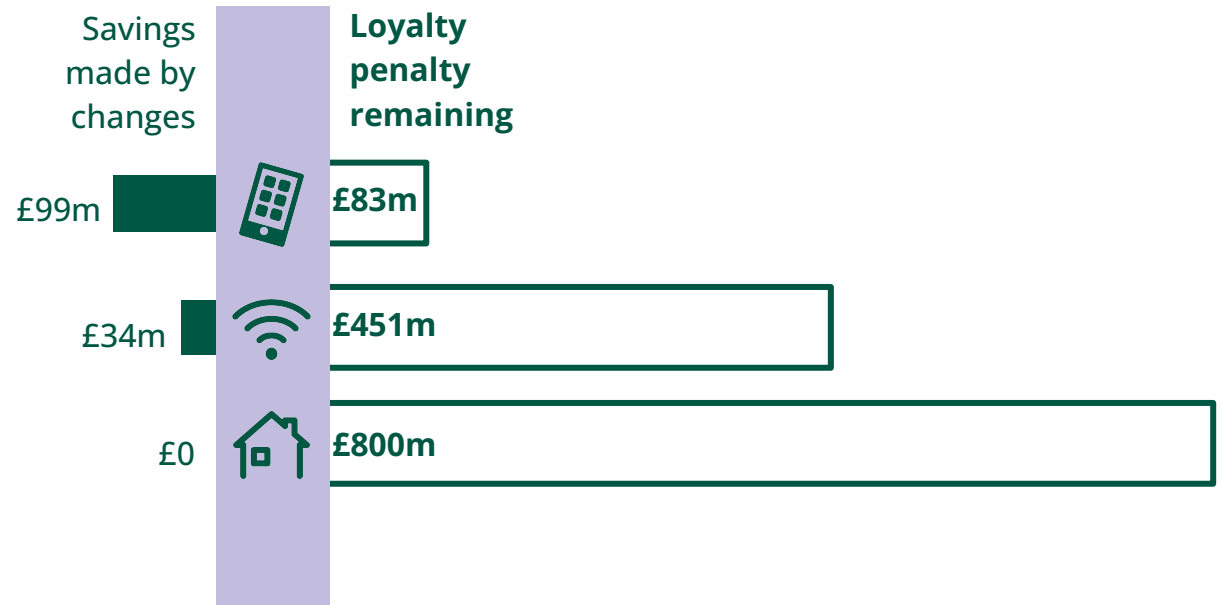 Savings
made by
changes
Loyalty
penalty
remaining
£99m
£83m
£34m
£451m
£0
£800m